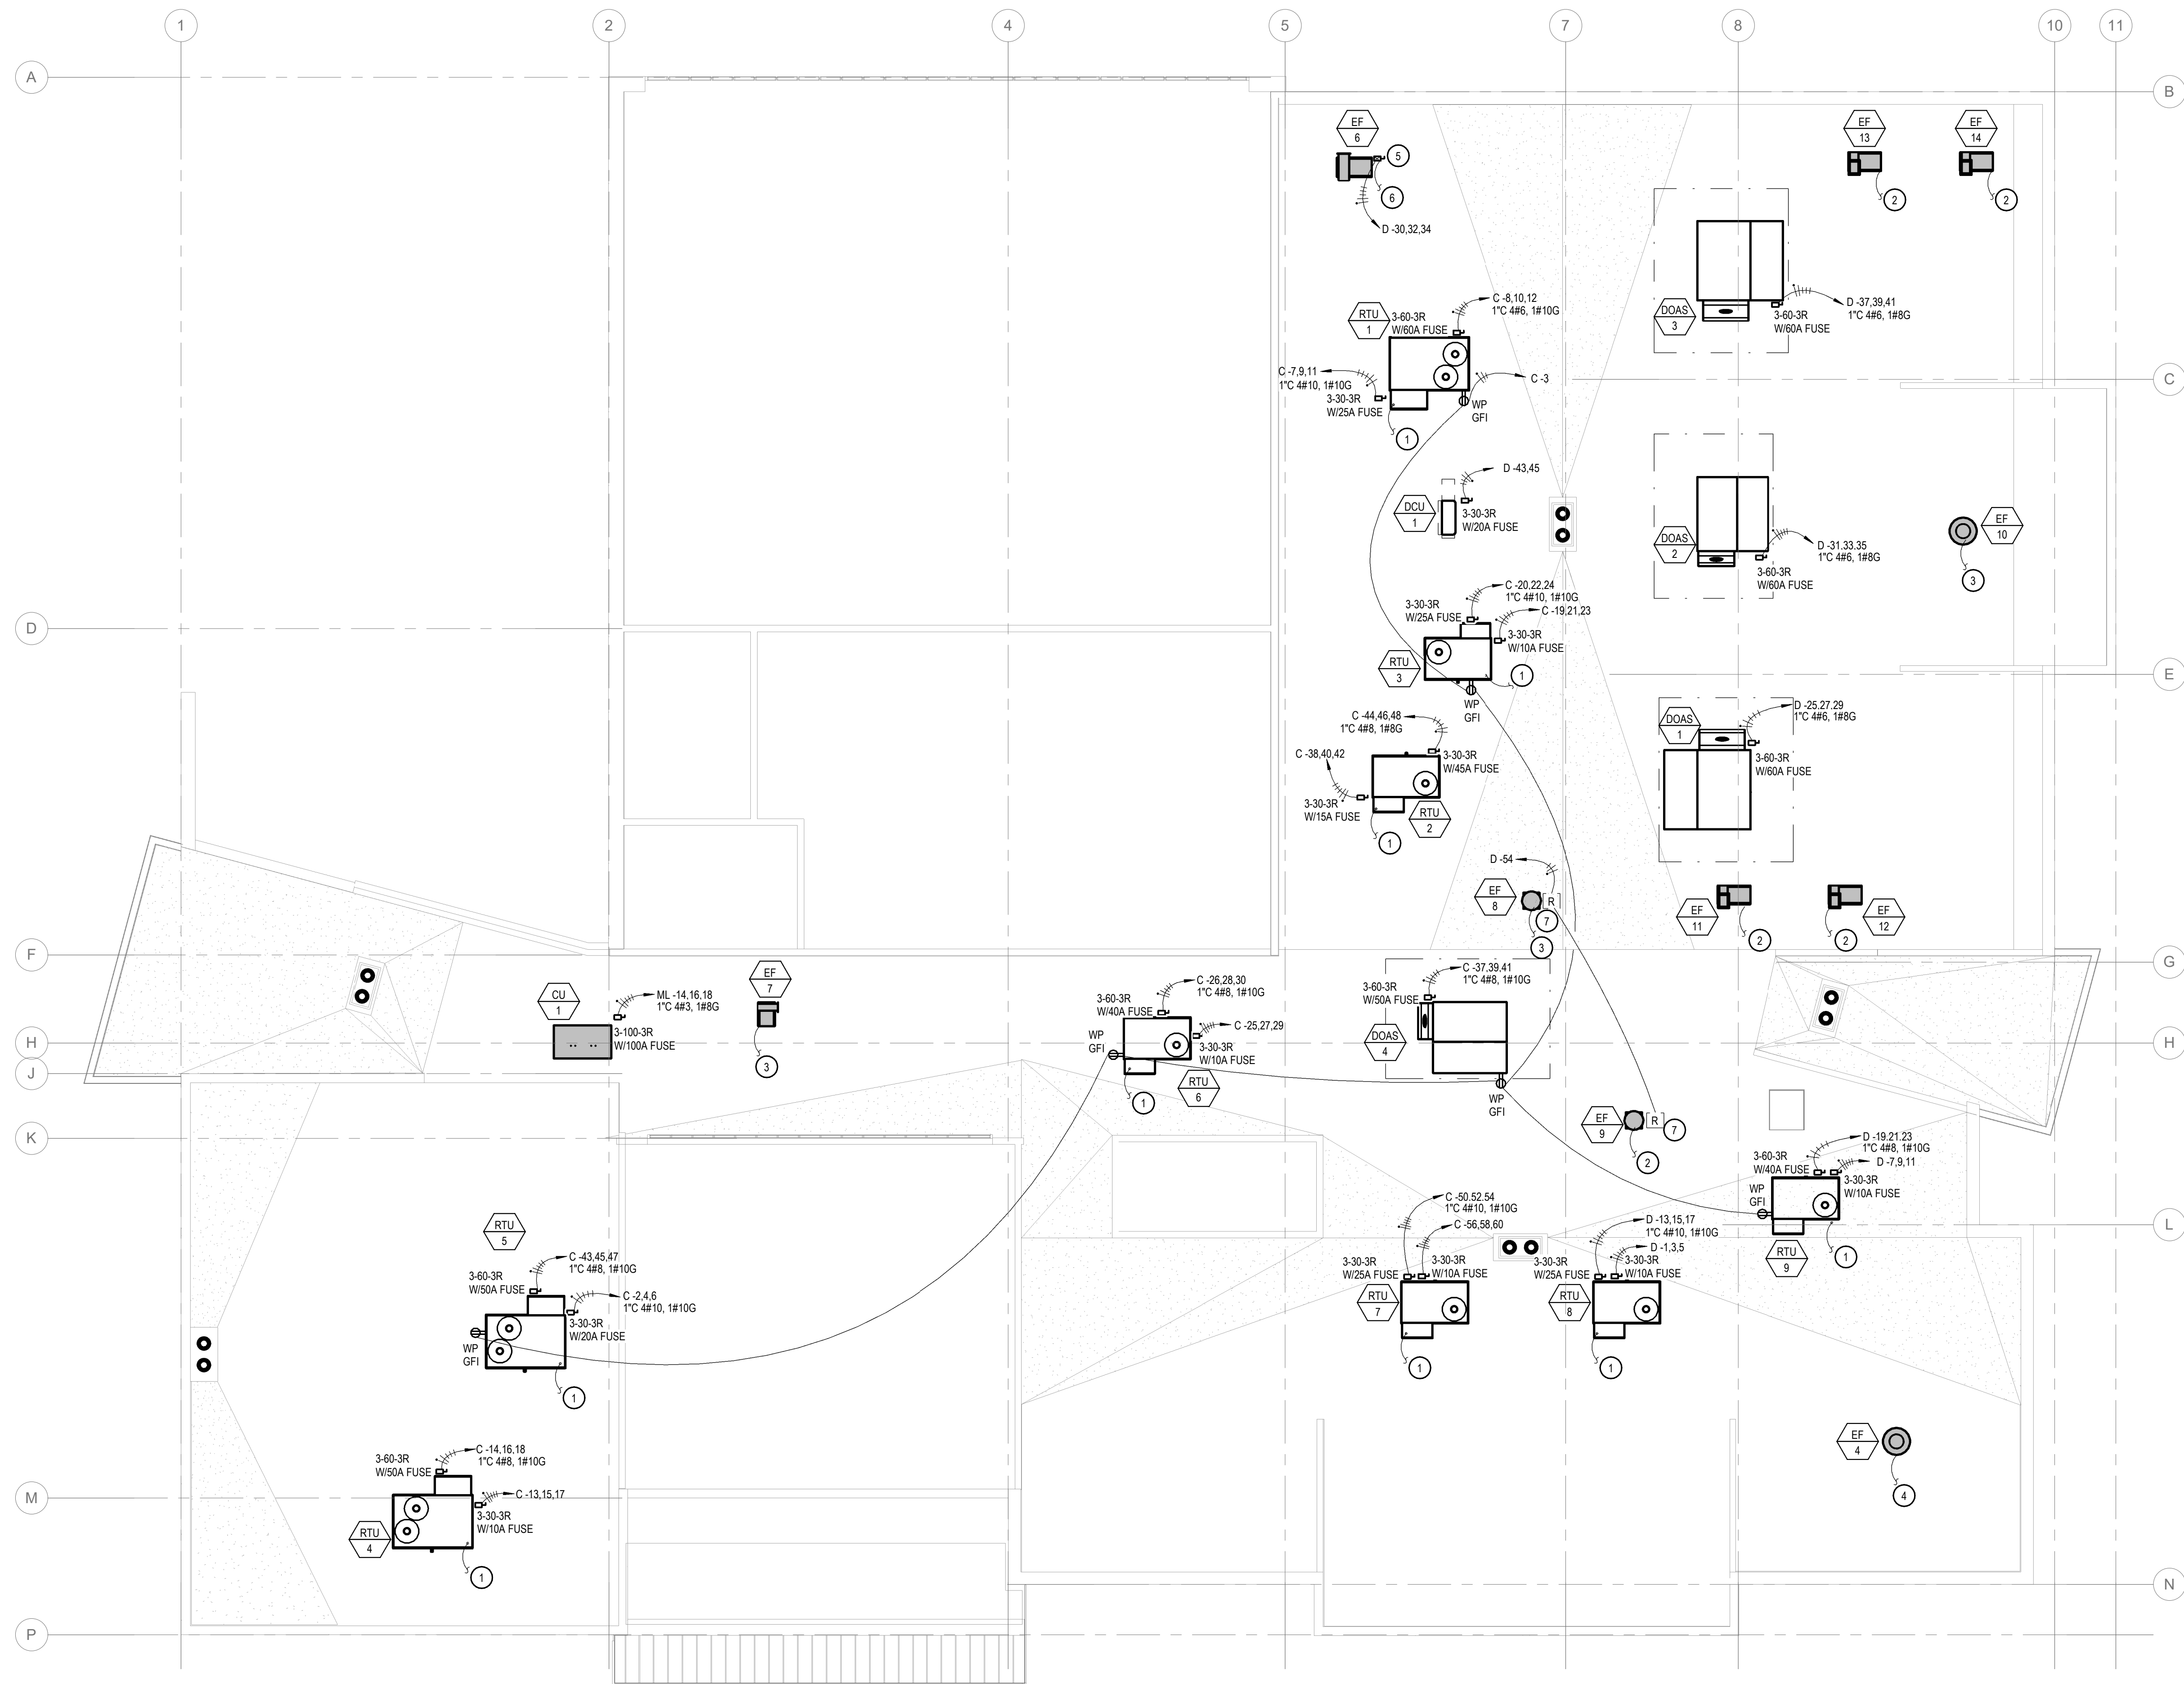 1
2
4
5
7
8
10
11
A
B
EF
6
5
6
D -30,32,34
EF
13
2
EF
14
2
RTU
1
3-60-3R
W/60A FUSE
C -8,10,12
1"C 4#6, 1#10G
C -7,9,11
1"C 4#10, 1#10G
3-30-3R
W/25A FUSE
C -3
WP
GFI
1
DOAS
3
3-60-3R
W/60A FUSE
D -37,39,41
1"C 4#6, 1#8G
C
D -43,45
DCU
1
3-30-3R
W/20A FUSE
DOAS
2
D -31,33,35
1"C 4#6, 1#8G
3-60-3R
W/60A FUSE
EF
10
3
C -20,22,24
1"C 4#10, 1#10G
3-30-3R
W/25A FUSE
C -19,21,23
3-30-3R
W/10A FUSE
D
RTU
3
1
WP
GFI
E
C -44,46,48
1"C 4#8, 1#8G
C -38,40,42
3-30-3R
W/45A FUSE
3-30-3R
W/15A FUSE
RTU
2
1
DOAS
1
D -25,27,29
1"C 4#6, 1#8G
3-60-3R
W/60A FUSE
D -54
EF
8
R
7
3
EF
11
2
2
EF
12
F
G
CU
1
ML -14,16,18
1"C 4#3, 1#8G
3-100-3R
W/100A FUSE
EF
7
3
C -26,28,30
1"C 4#8, 1#10G
3-60-3R
W/40A FUSE
C -25,27,29
3-30-3R
W/10A FUSE
WP
GFI
RTU
6
1
C -37,39,41
1"C 4#8, 1#10G
3-60-3R
W/50A FUSE
DOAS
4
WP
GFI
H
H
J
EF
9
R
7
2
K
D -19.21.23
1"C 4#8, 1#10G
3-60-3R
W/40A FUSE
D -7,9,11
3-30-3R
W/10A FUSE
WP
GFI
RTU
9
1
L
RTU
5
C -43,45,47
1"C 4#8, 1#10G
3-60-3R
W/50A FUSE
C -2,4,6
1"C 4#10, 1#10G
3-30-3R
W/20A FUSE
WP
GFI
1
C -50.52.54
1"C 4#10, 1#10G
C -56,58,60
3-30-3R
W/25A FUSE
3-30-3R
W/10A FUSE
RTU
7
1
D -13,15,17
1"C 4#10, 1#10G
D -1,3,5
3-30-3R
W/25A FUSE
3-30-3R
W/10A FUSE
RTU
8
1
EF
4
4
C -14,16,18
1"C 4#8, 1#10G
3-60-3R
W/50A FUSE
C -13,15,17
3-30-3R
W/10A FUSE
RTU
4
1
M
N
P